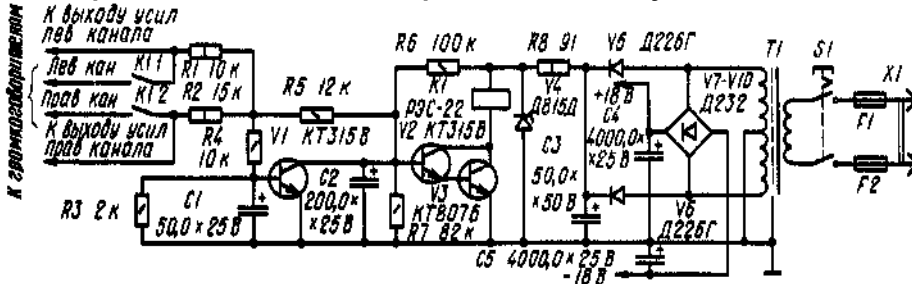 К громкоговорителям
К выходу усил
лев канала
Лев кан
К1.1
К1.2
Прав кан
К выходу усил
прав канала
R1 10 к
R2 15 к
R4
10 к
R3 2 к
C1
50,0×25 В
R5 12 к
V1
КТ315В
C2
200,0×
×25 В
R6 100 к
K1
РЭС-22
V2 КТ315В
V3
КТ807Б
R7 82 к
R8 91
V4
Д815Д
C3
50,0×
×50 В
V5 Д226Г
+18 В
C4
4000,0×
×25 В
V7-V10
Д232
V6
Д226Г
C5 4000,0×25 В
-18 В
T1
S1
X1
F1
F2